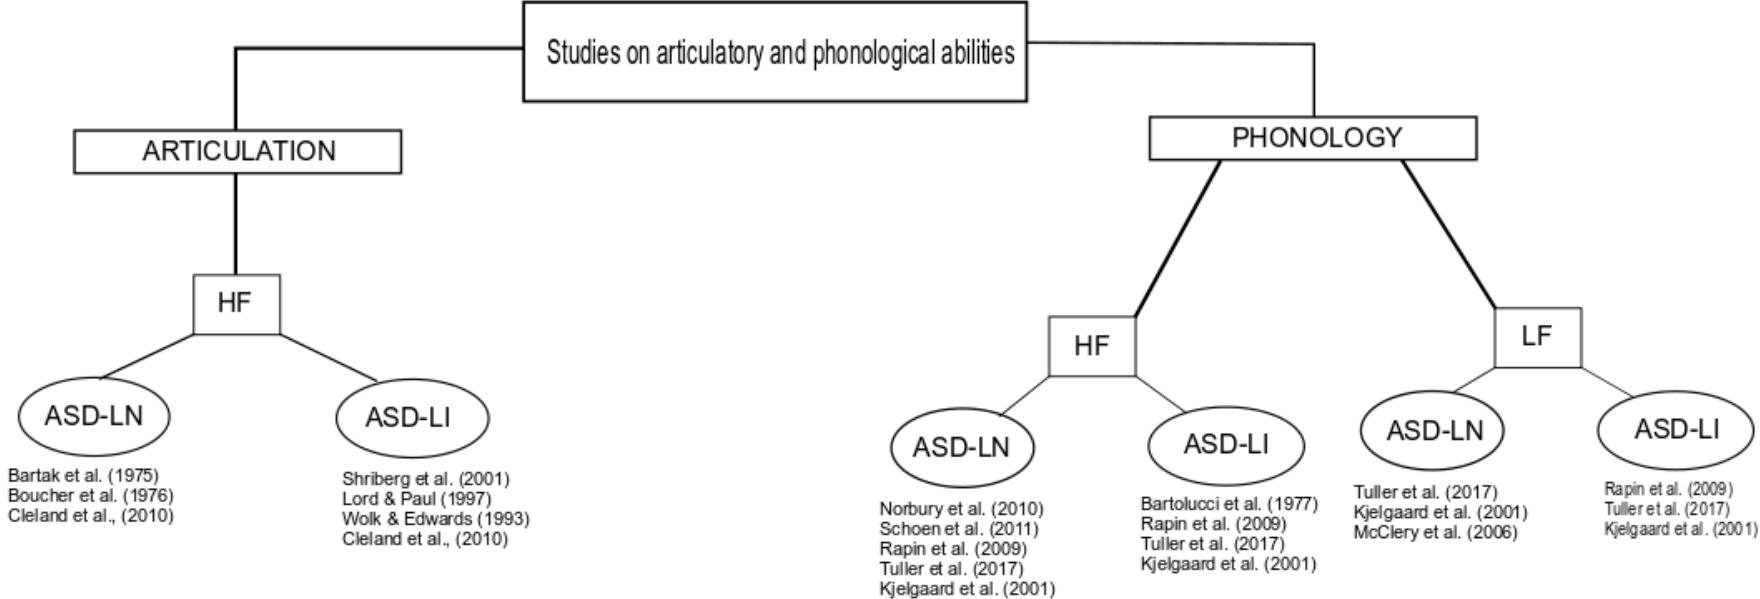 Studies on articulatory and phonological abilities
ARTICULATION
HF
ASD-LN
Bartak et al. (1975)
Boucher et al. (1976)
Cleland et al., (2010)
ASD-LI
Shriberg et al. (2001)
Lord & Paul (1997)
Wolk & Edwards (1993)
Cleland et al., (2010)
PHONOLOGY
HF
ASD-LN
Norbury et al. (2010)
Schoen et al. (2011)
Rapin et al. (2009)
Tuller et al. (2017)
Kjelgaard et al. (2001)
ASD-LI
Bartolucci et al. (1977)
Rapin et al. (2009)
Tuller et al. (2017)
Kjelgaard et al. (2001)
LF
ASD-LN
Tuller et al. (2017)
Kjelgaard et al. (2001)
McClery et al. (2006)
ASD-LI
Rapin et al. (2009)
Tuller et al. (2017)
Kjelgaard et al. (2001)